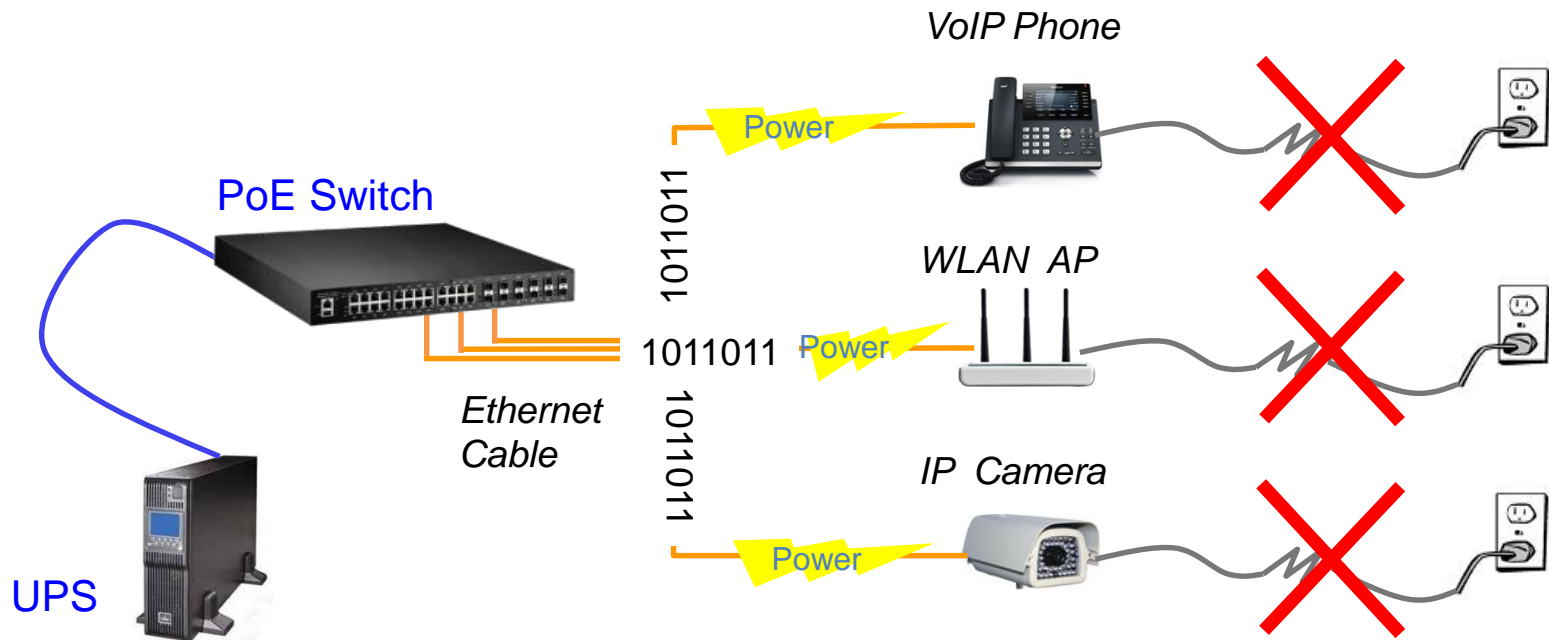 VoIP Phone
Power
PoE Switch
1011011
WLAN AP
1011011
Power
Ethernet
Cable
1011011
IP Camera
Power
UPS